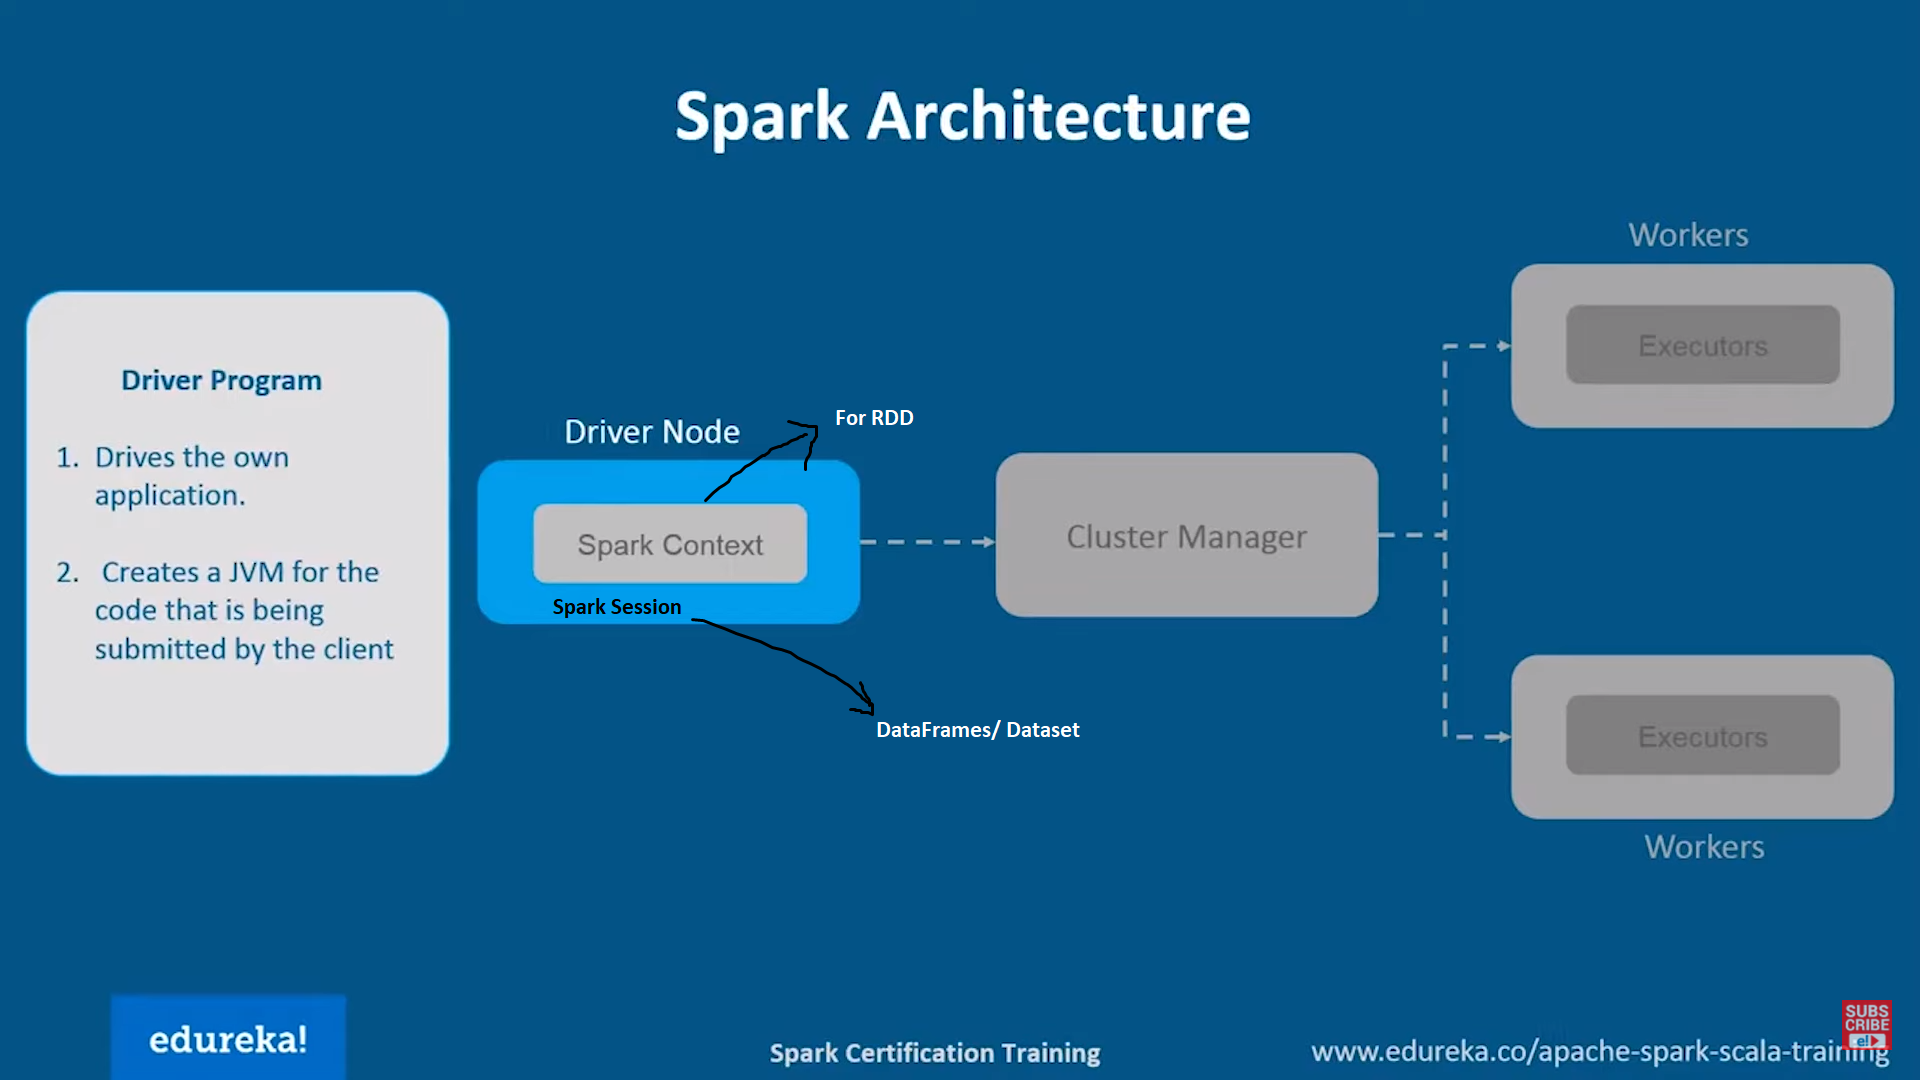 Spark Architecture
Driver Program
1. Drives the own
application.
2. Creates a JVM for the
code that is being
submitted by the client
Driver Node
For RDD
Spark Context
Spark Session
DataFrames/ Dataset
Cluster Manager
Workers
Executors
Executors
Workers
edureka!
Spark Certification Training
www.edureka.co/apache-spark-scala-training
SUBS
CRIBE
e!